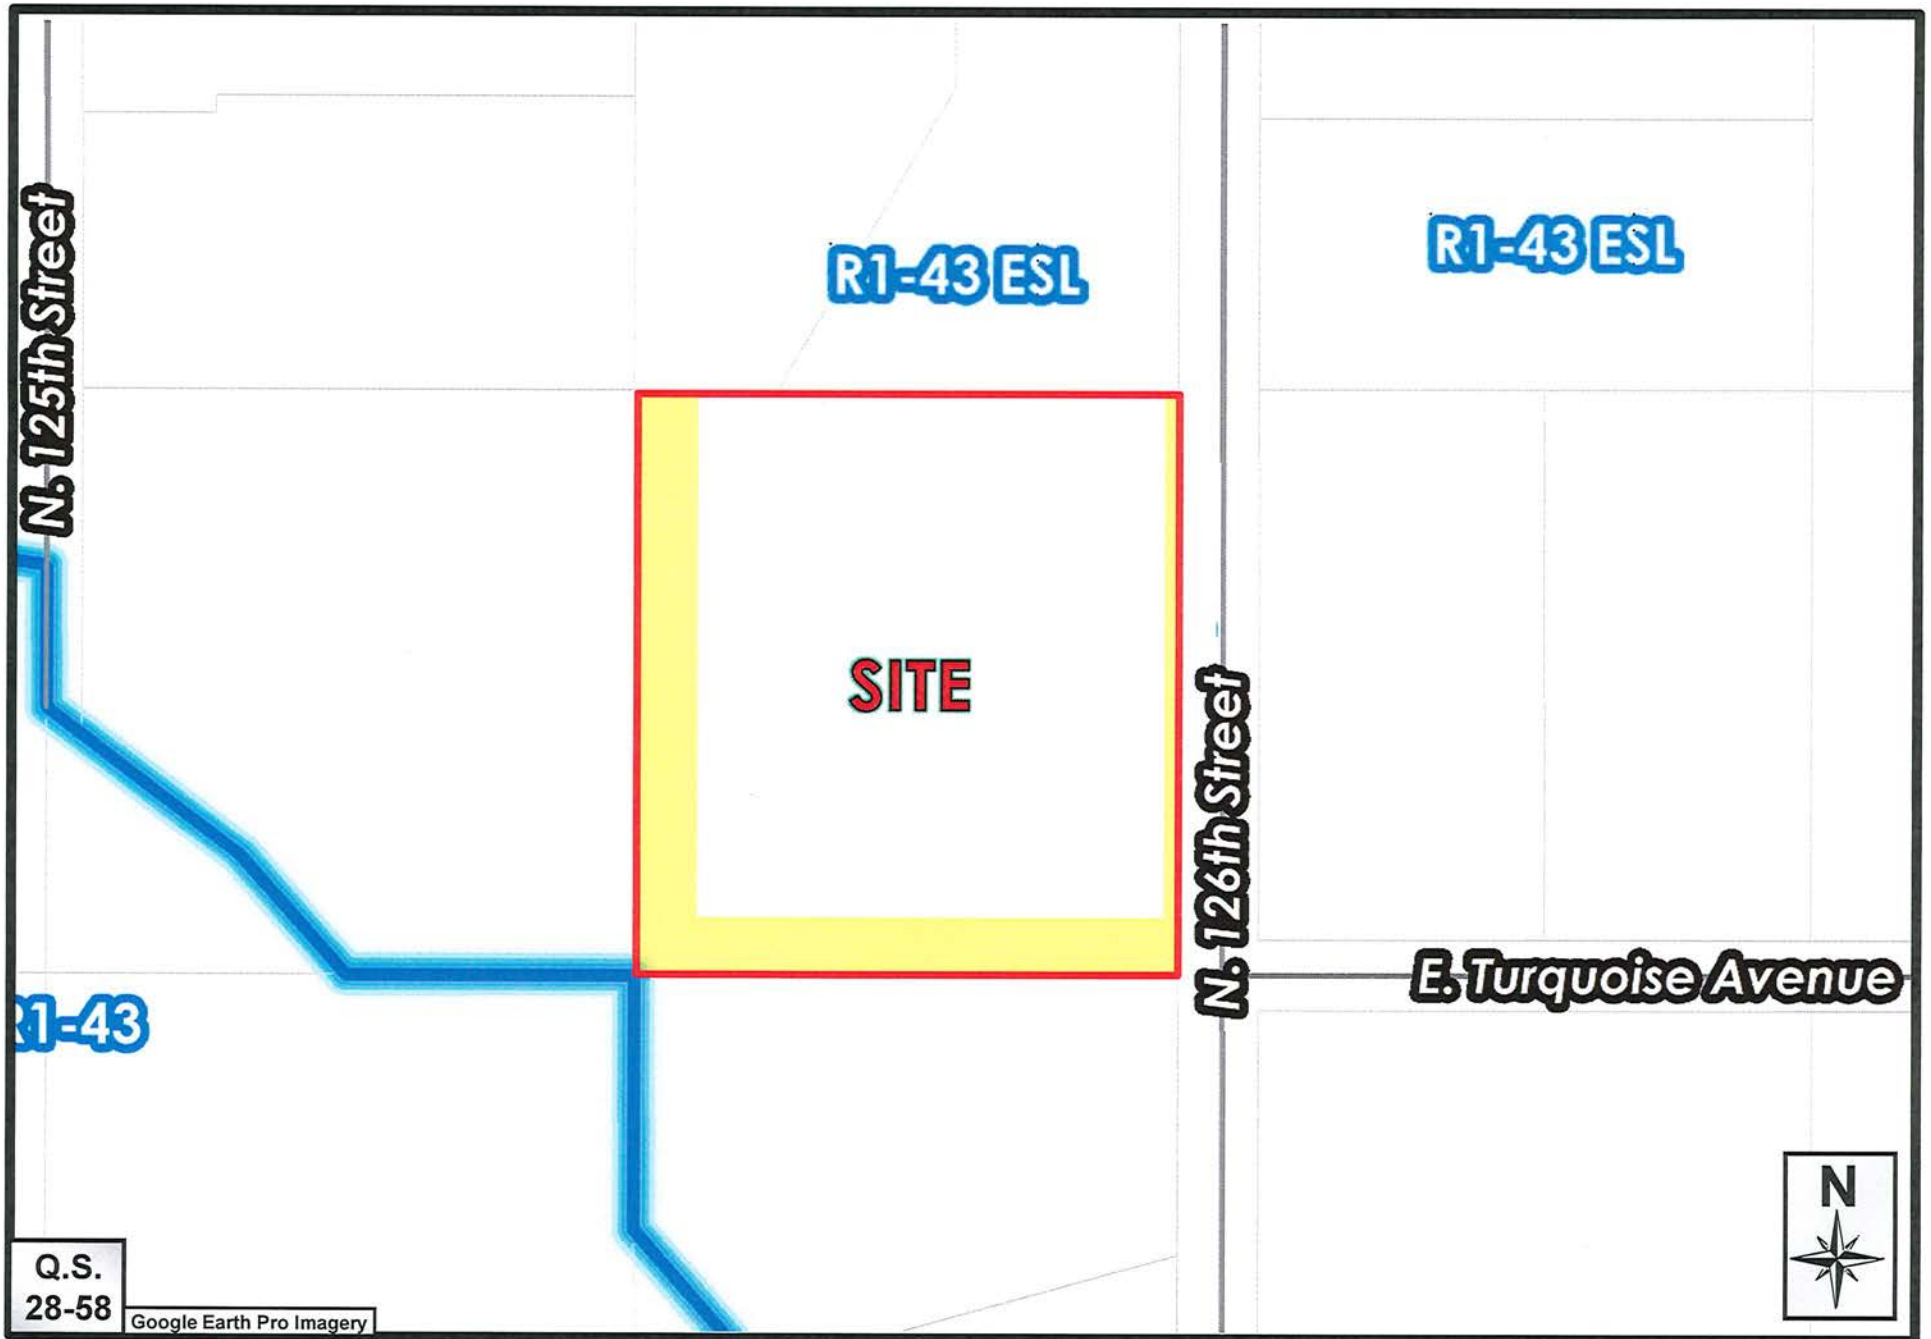 N. 125th Street
R1-43 ESL
R1-43 ESL
SITE
N. 126th Street
E. Turquoise Avenue
R1-43
N
Q.S.
28-58
Google Earth Pro Imagery